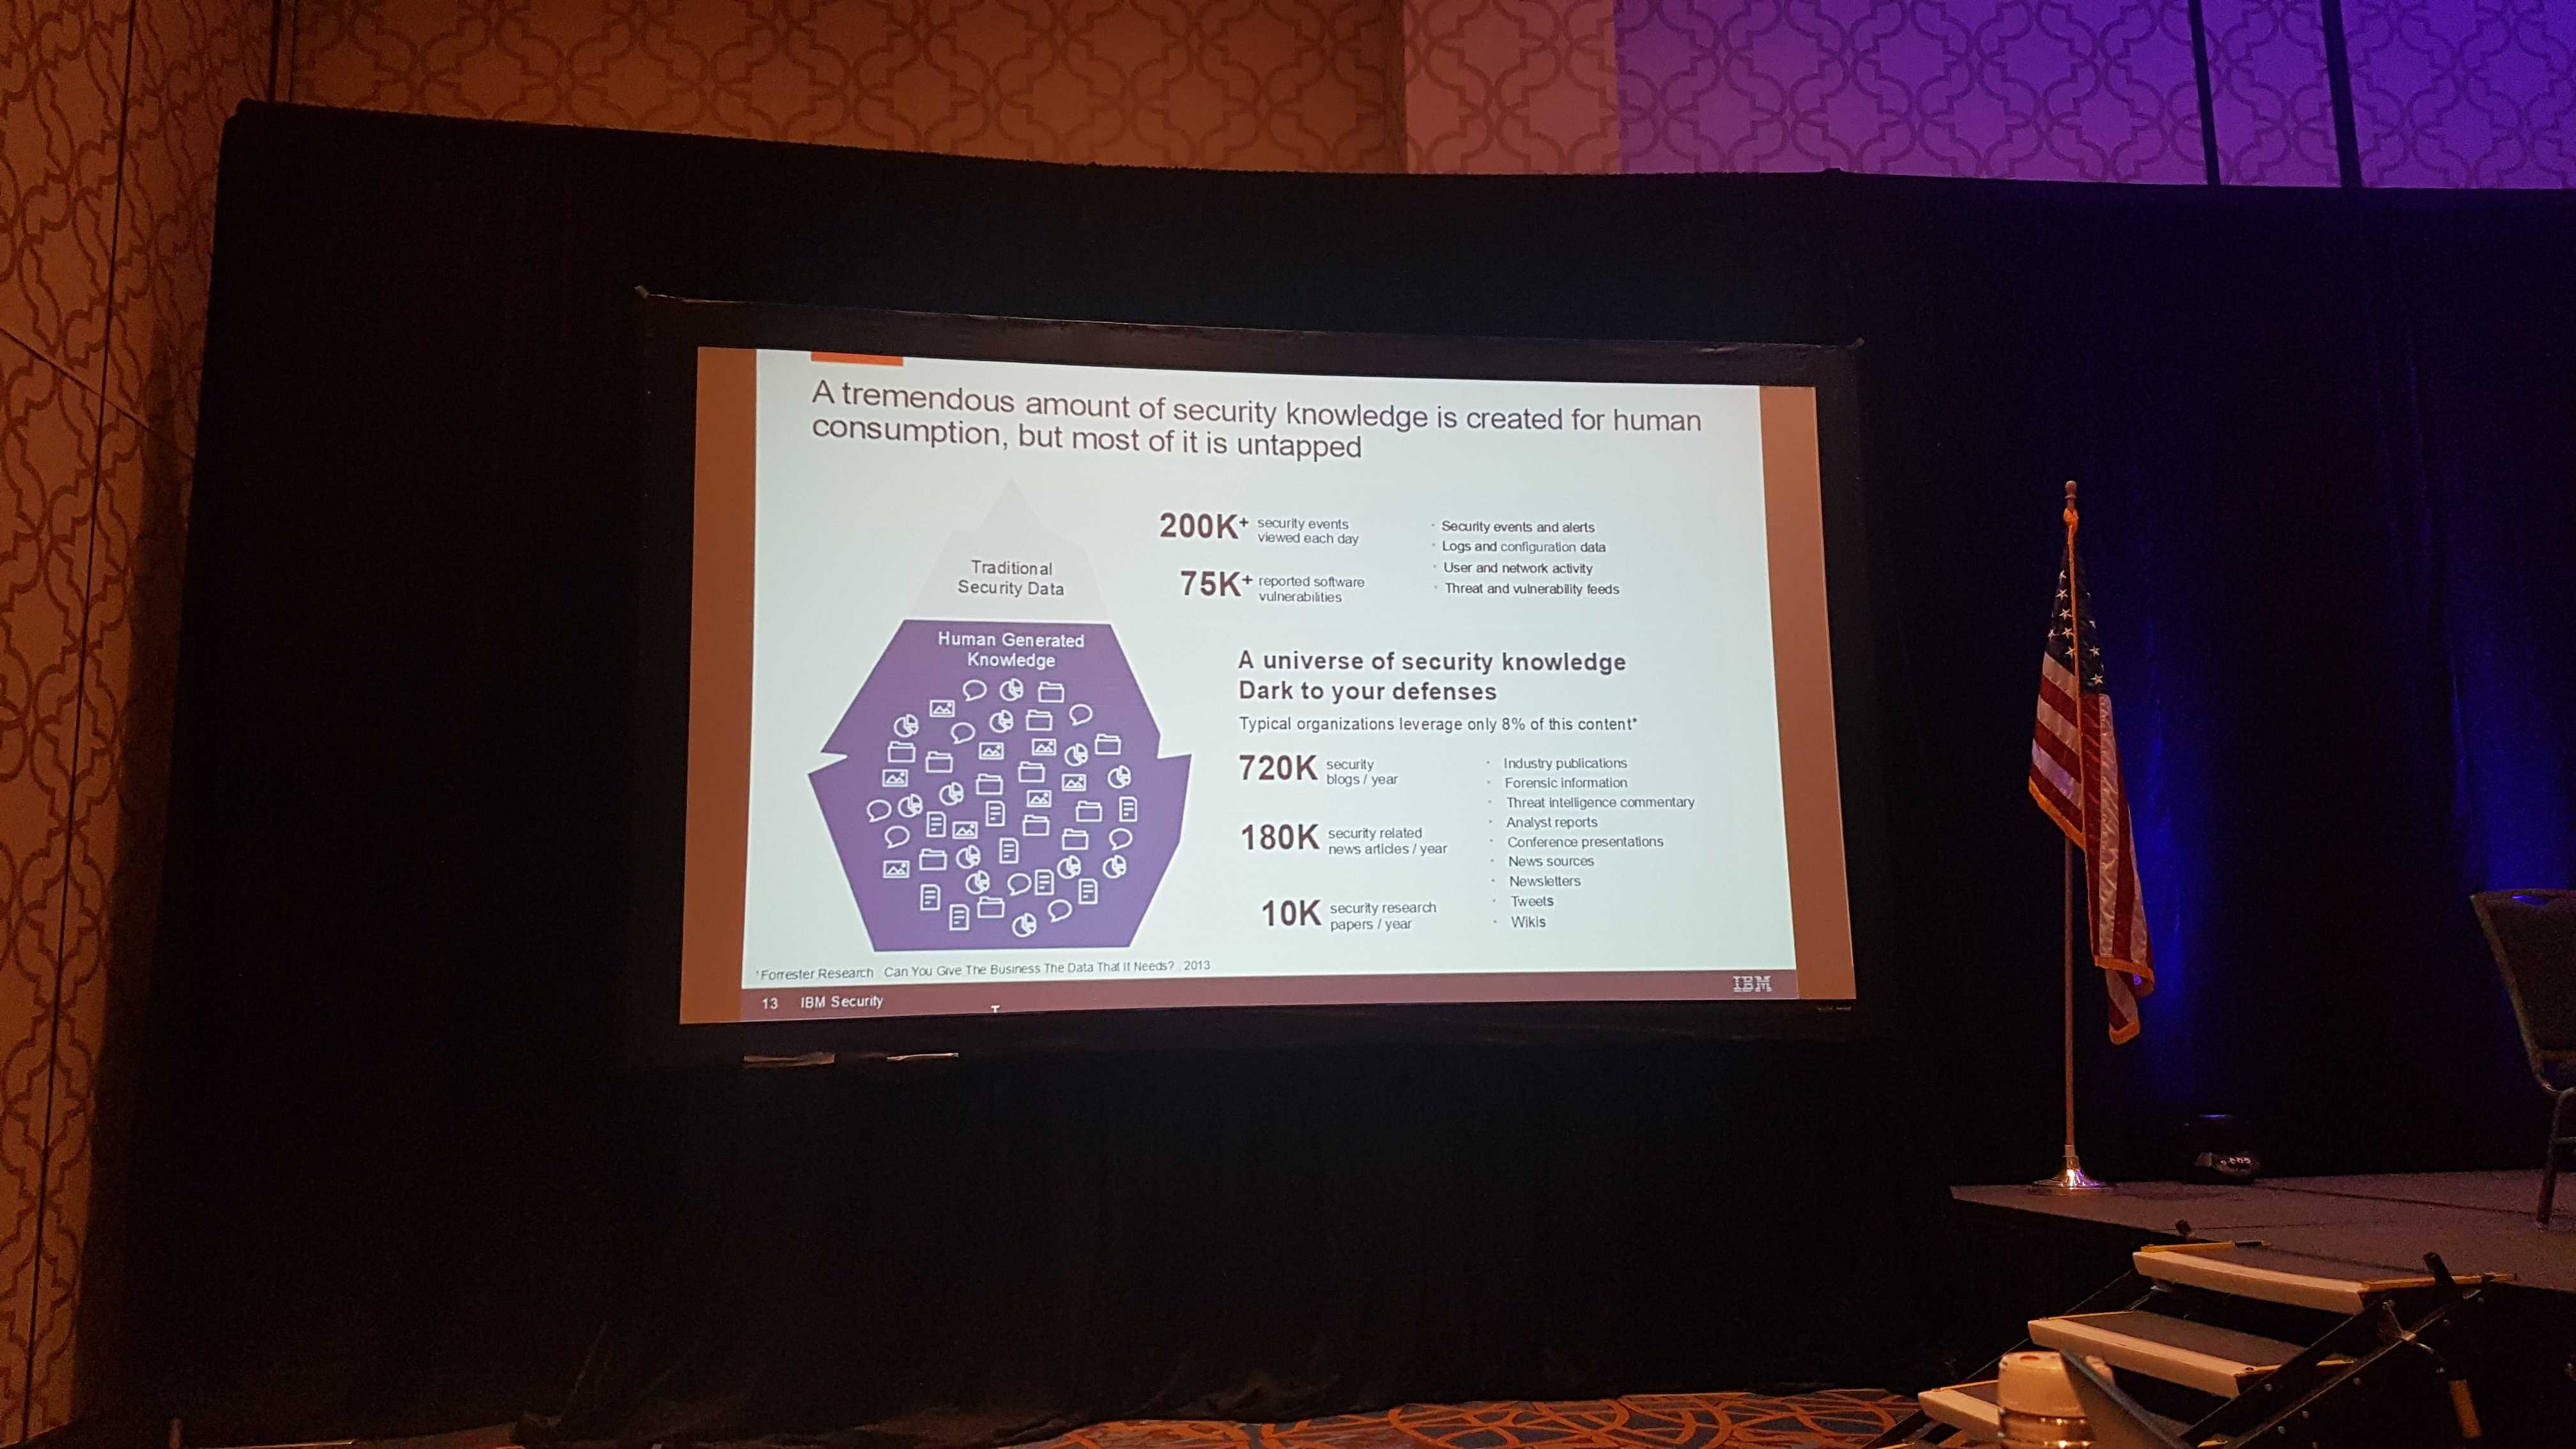 A tremendous amount of security knowledge is created for human
consumption, but most of it is untapped
Traditional
Security Data
200K+ security events
viewed each day
75K+ reported software
vulnerabilities
· Security events and alerts
· Logs and configuration data
· User and network activity
· Threat and vulnerability feeds
Human Generated
Knowledge
A universe of security knowledge
Dark to your defenses
Typical organizations leverage only 8% of this content*
720K security
blogs / year
180K security related
news articles / year
10K security research
papers / year
· Industry publications
· Forensic information
· Threat intelligence commentary
· Analyst reports
· Conference presentations
· News sources
· Newsletters
· Tweets
· Wikis
*Forrester Research Can You Give The Business The Data That It Needs? 2013
13 IBM Security
IBM